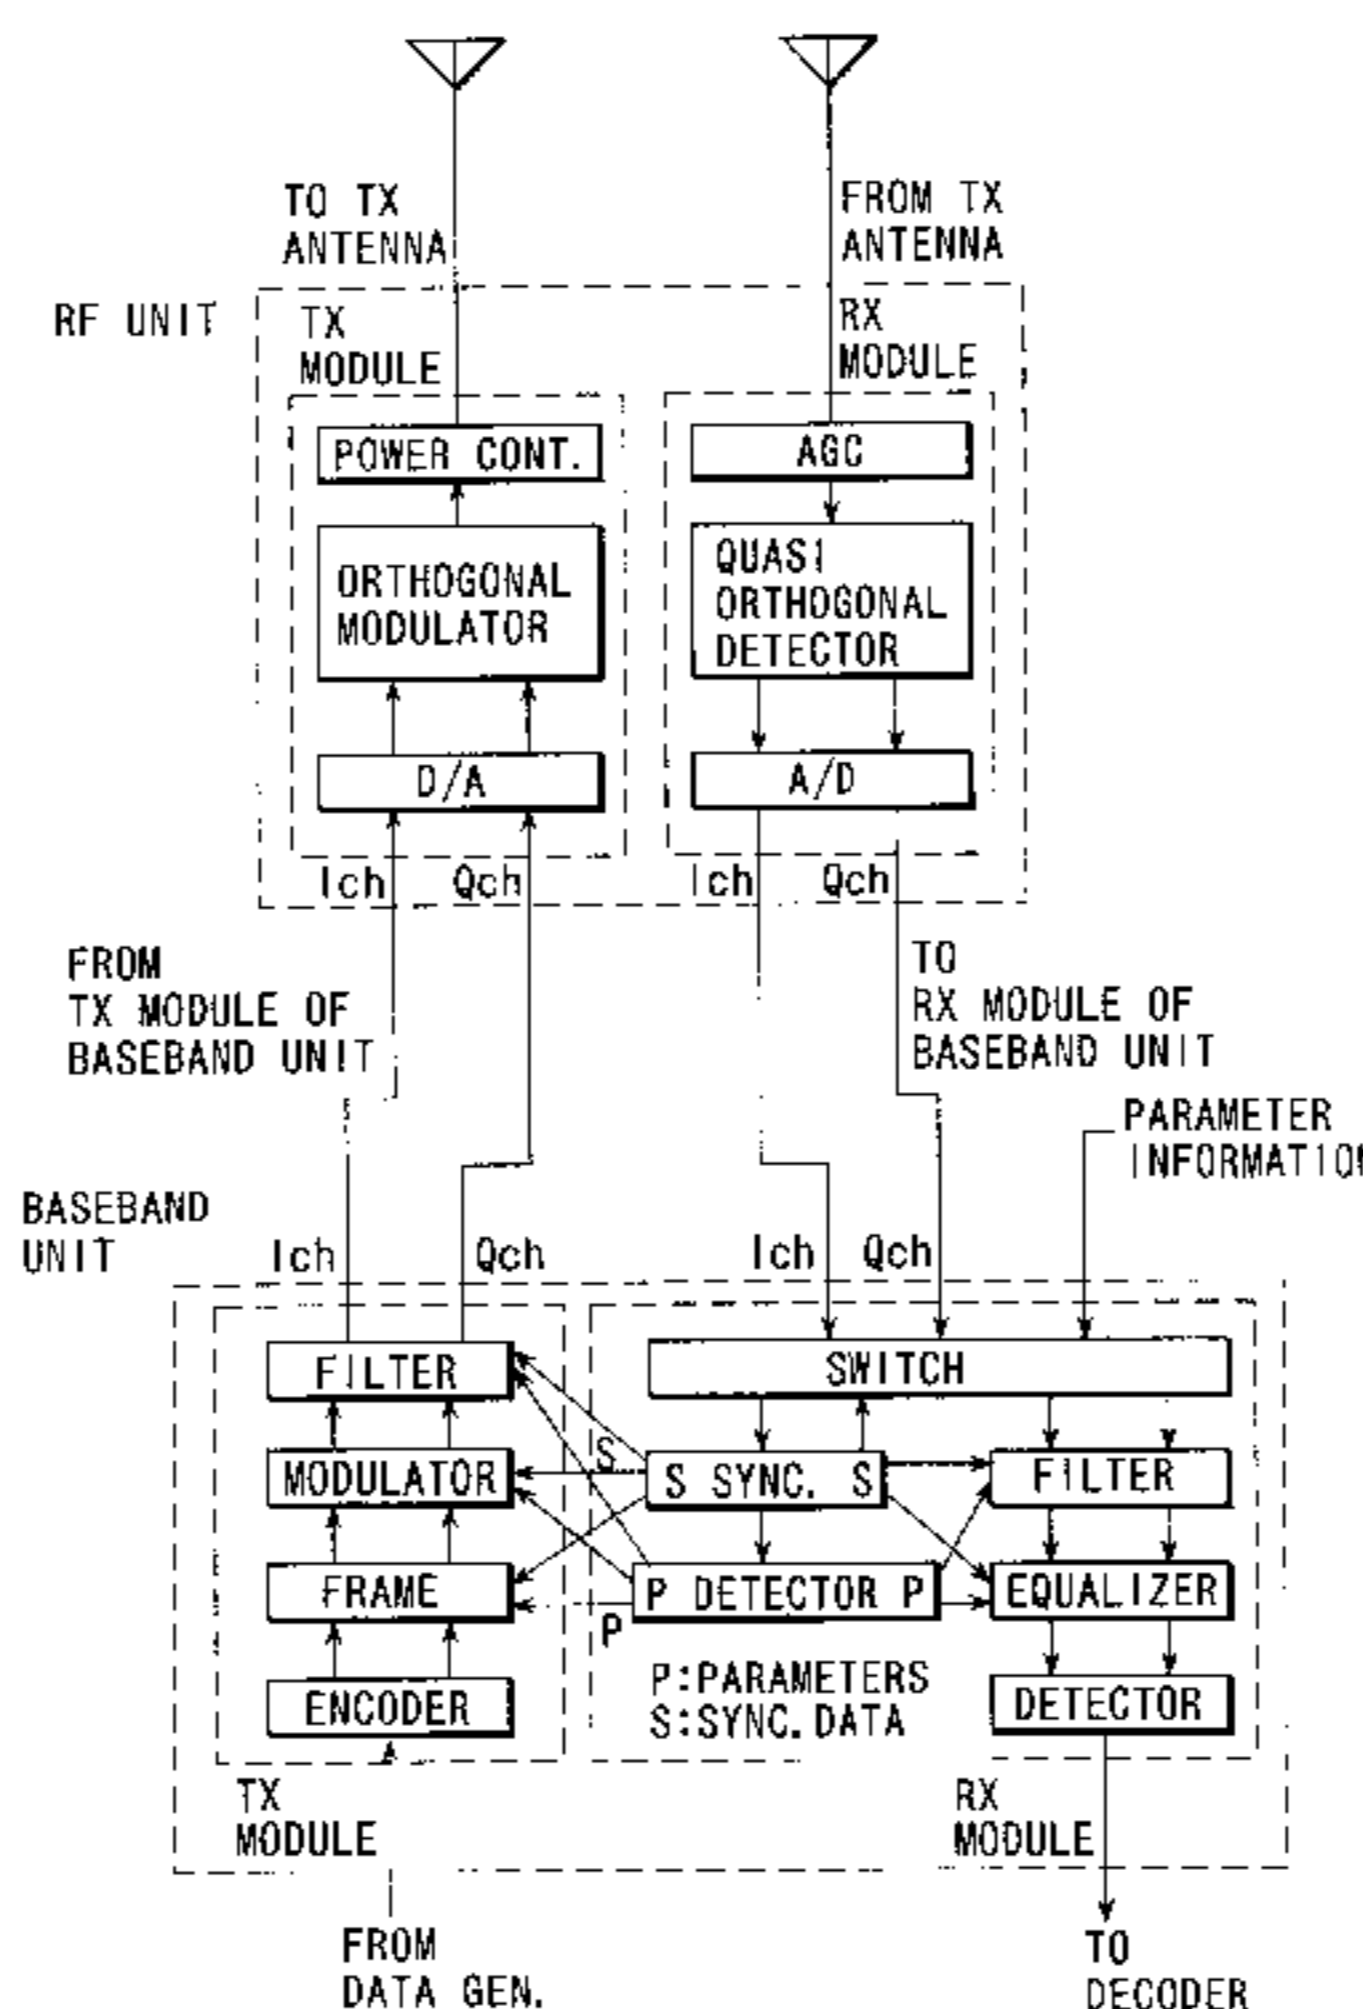 TO TX
ANTENNA
FROM TX
ANTENNA
RF UNIT
TX
MODULE
RX
MODULE
POWER CONT.
AGC
ORTHOGONAL
MODULATOR
QUASI
ORTHOGONAL
DETECTOR
D/A
A/D
Ich
Qch
Ich
Qch
FROM
TX MODULE OF
BASEBAND UNIT
TO
RX MODULE OF
BASEBAND UNIT
PARAMETER
INFORMATION
BASEBAND
UNIT
Ich
Qch
Ich
Qch
FILTER
SWITCH
MODULATOR
S
S SYNC. S
FILTER
FRAME
P DETECTOR P
EQUALIZER
P
ENCODER
P:PARAMETERS
S:SYNC.DATA
DETECTOR
TX
MODULE
RX
MODULE
FROM
DATA GEN.
TO
DECODER